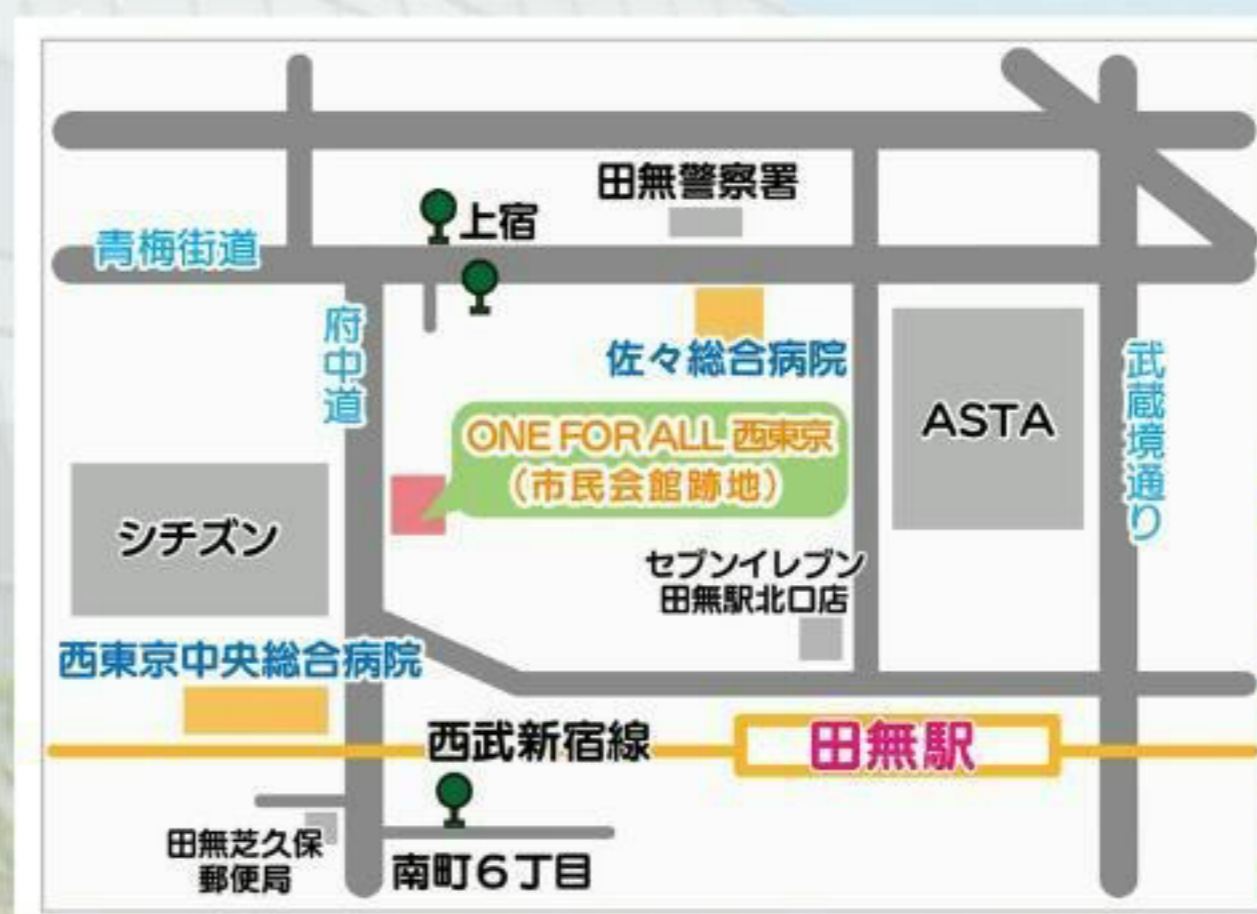 田無警察署
上宿
青梅街道
府中道
佐々総合病院
武蔵境通り
ASTA
ONE FOR ALL 西東京
(市民会館跡地)
シチズン
セブンイレブン
田無駅北口店
西東京中央総合病院
西武新宿線
田無駅
田無芝久保
郵便局
南町6丁目